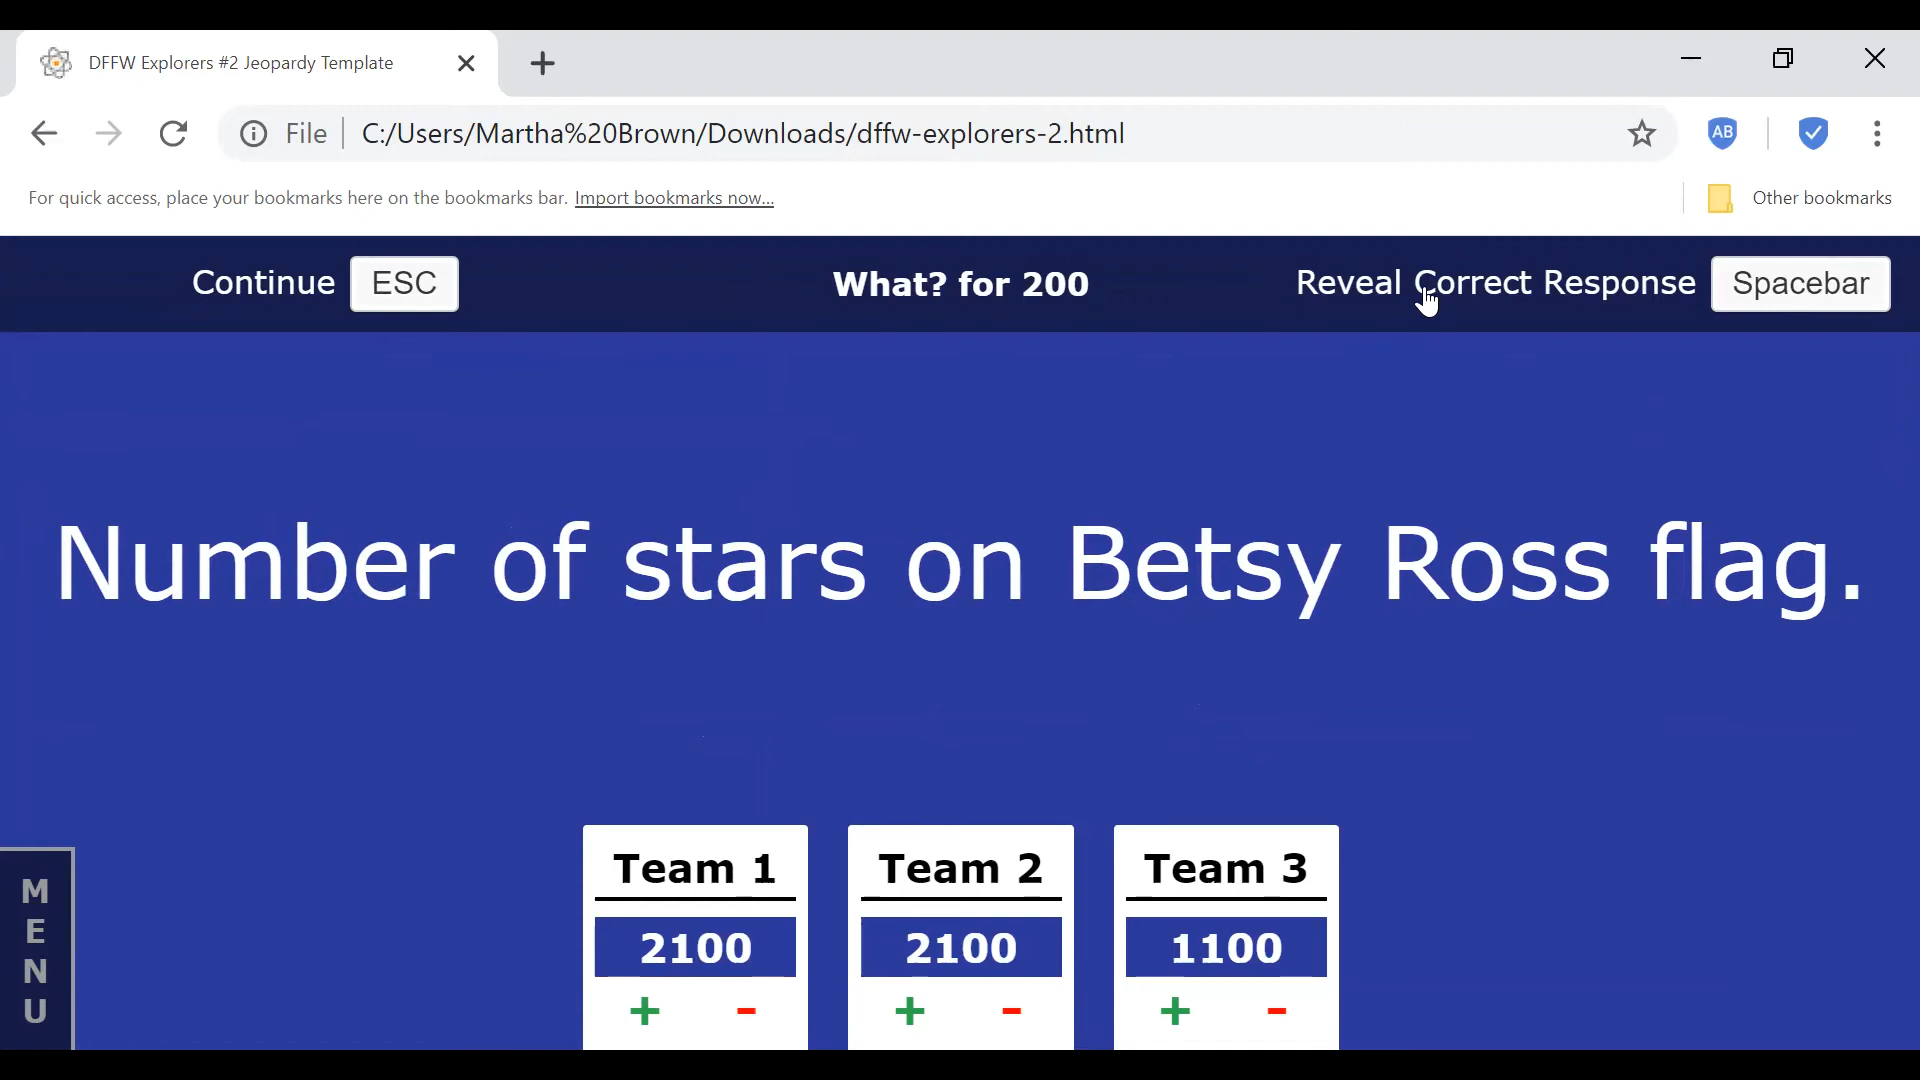 DFFW Explorers #2 Jeopardy Template
File
C:/Users/Martha%20Brown/Downloads/dffw-explorers-2.html
AB
For quick access, place your bookmarks here on the bookmarks bar. Import bookmarks now...
Other bookmarks
Continue ESC
What? for 200
Reveal Correct Response Spacebar
Number of stars on Betsy Ross flag.
MENU
Team 1 Team 2 Team 3
2100 2100 1100
+ - + - + -